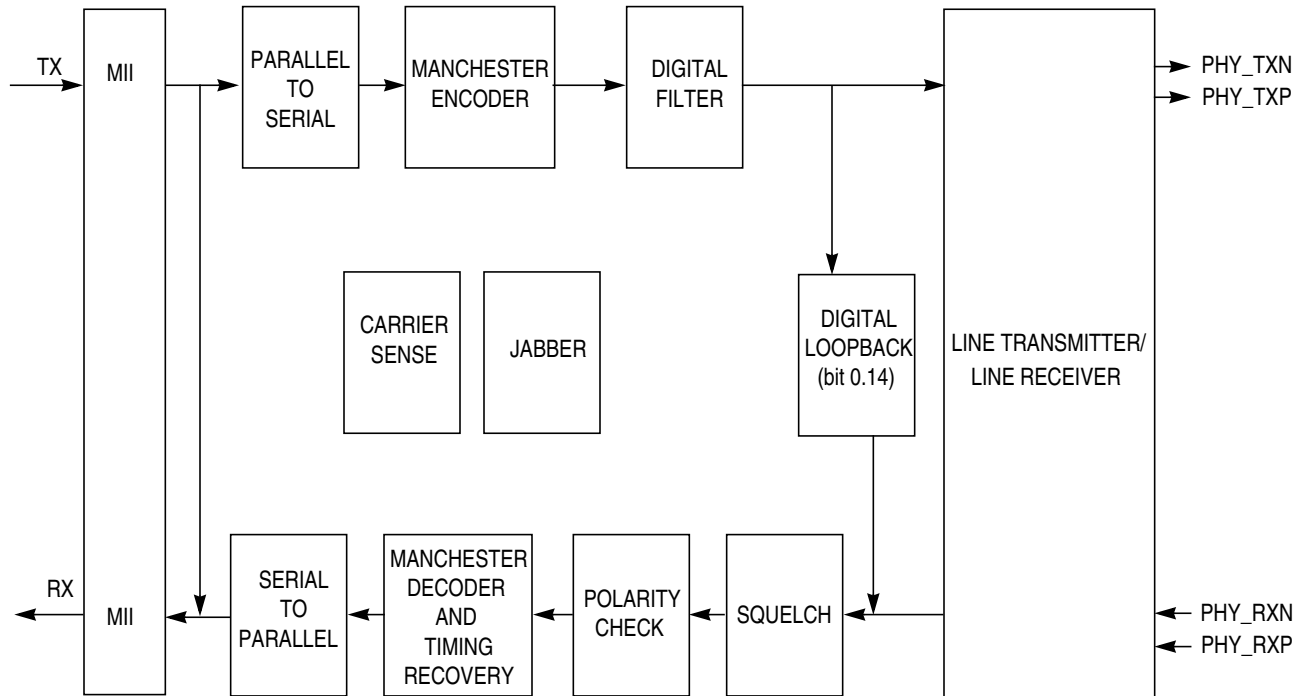 TX
MII
PARALLEL
TO
SERIAL
MANCHESTER
ENCODER
DIGITAL
FILTER
PHY_TXN
PHY_TXP
CARRIER
SENSE
JABBER
DIGITAL
LOOPBACK
(bit 0.14)
LINE TRANSMITTER/
LINE RECEIVER
RX
MII
SERIAL
TO
PARALLEL
MANCHESTER
DECODER
AND
TIMING
RECOVERY
POLARITY
CHECK
SQUELCH
PHY_RXN
PHY_RXP